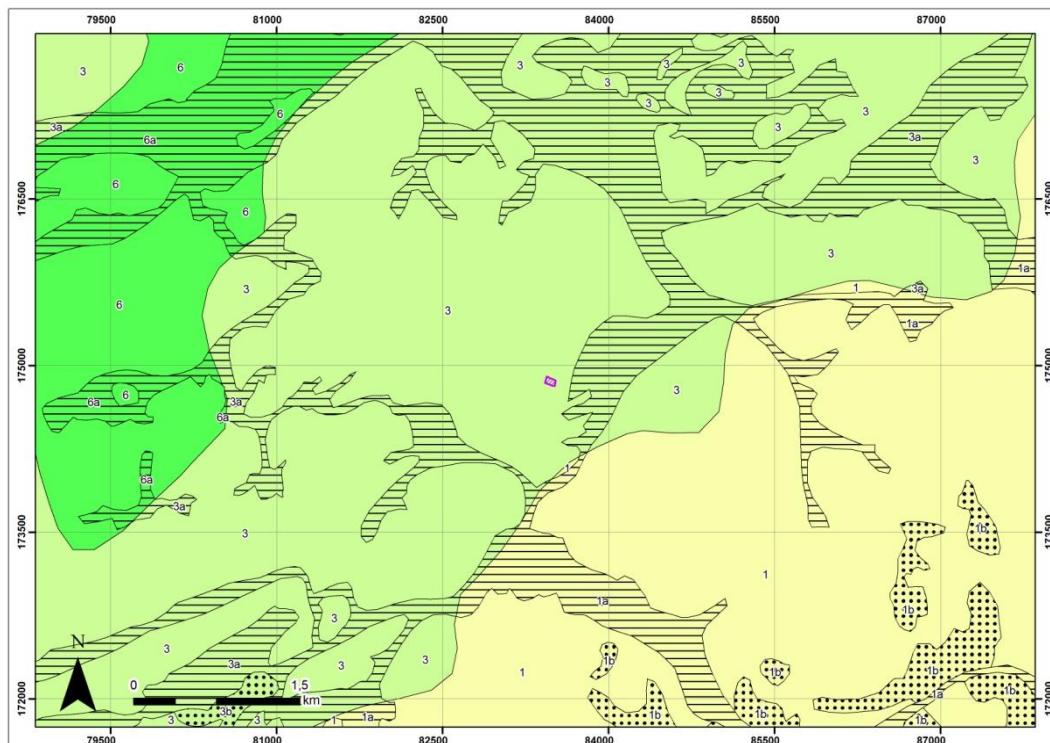 79500 81000 82500 84000 85500 87000
3 6 3 3 3 3
3 3 3 3
6 3 3
3a 6a 3a
3
6
176500 6 176500
3
1a
3 1 3a
6 3 1a
175000 175000
6a 6 3a 3
6a
1
6a
3a
173500 3 1b 173500
1
1a 1b
3
3 3a 3 3 1 1b 1b 1b
N
0 1,5
km
172000 1a 172000
3 3b 3 1 1a 1b 1b 1b
79500 81000 82500 84000 85500 87000